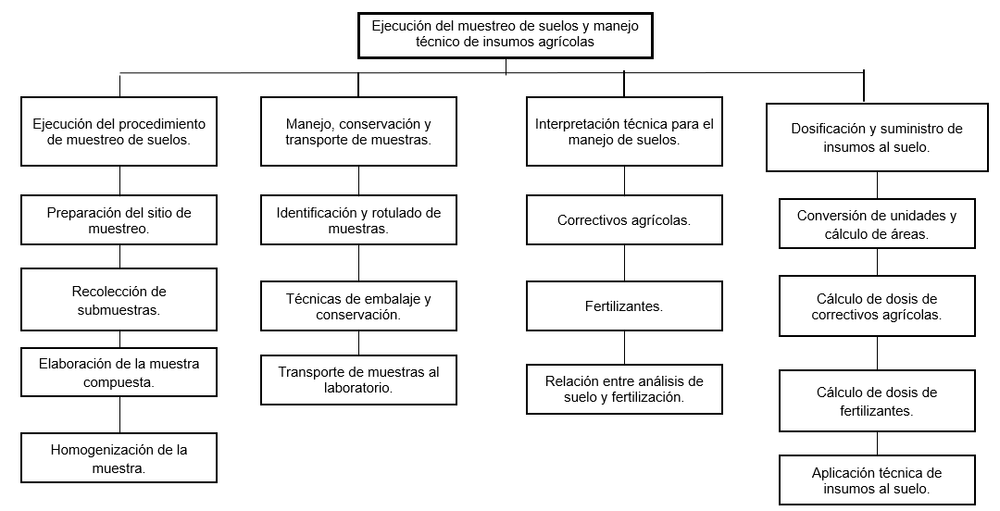 Ejecución del muestreo de suelos y manejo
técnico de insumos agrícolas
Ejecución del procedimiento
de muestreo de suelos.
Preparación del sitio de
muestreo.
Recolección de
submuestras.
Elaboración de la muestra
compuesta.
Homogenización de la
muestra.
Manejo, conservación y
transporte de muestras.
Identificación y rotulado de
muestras.
Técnicas de embalaje y
conservación.
Transporte de muestras al
laboratorio.
Interpretación técnica para el
manejo de suelos.
Correctivos agrícolas.
Fertilizantes.
Relación entre análisis de
suelo y fertilización.
Dosificación y suministro de
insumos al suelo.
Conversión de unidades y
cálculo de áreas.
Cálculo de dosis de
correctivos agrícolas.
Cálculo de dosis de
fertilizantes.
Aplicación técnica de
insumos al suelo.